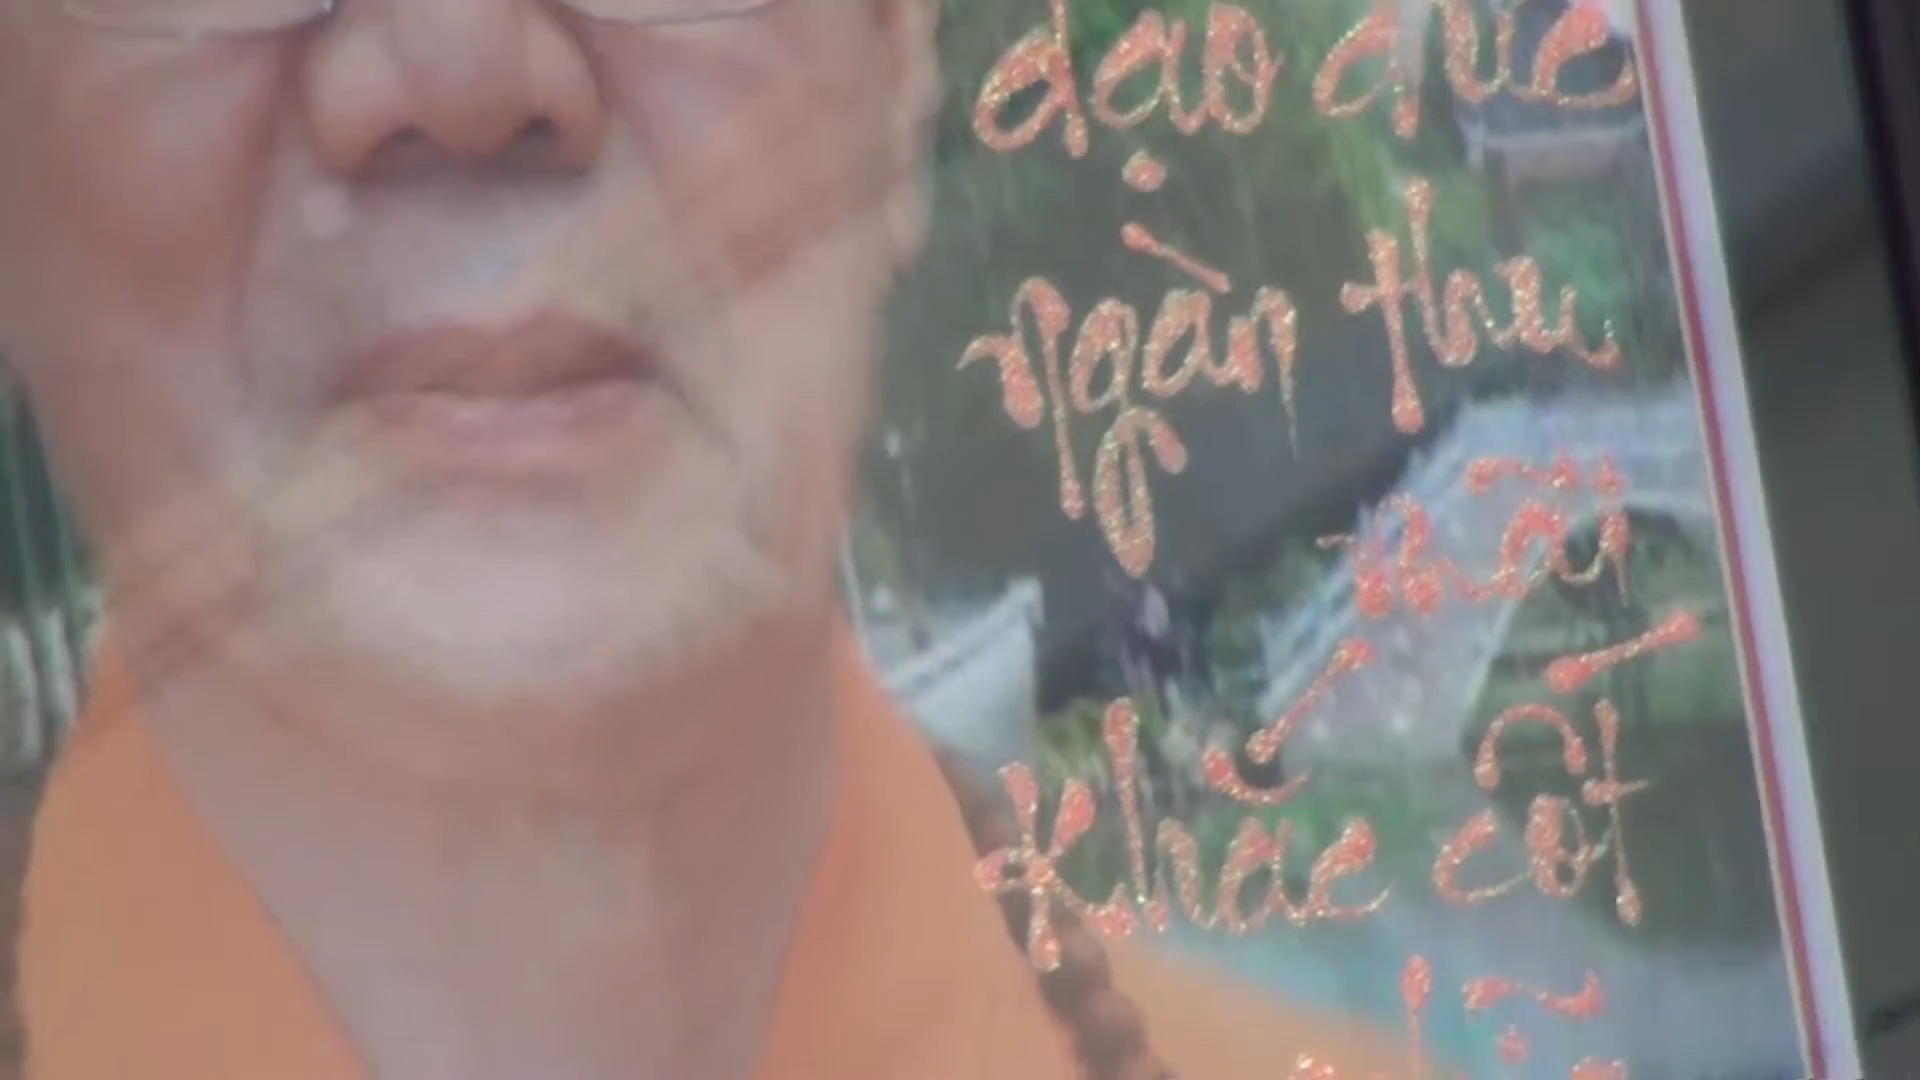 đạo đức
ngàn thu
mãi
khắc cốt